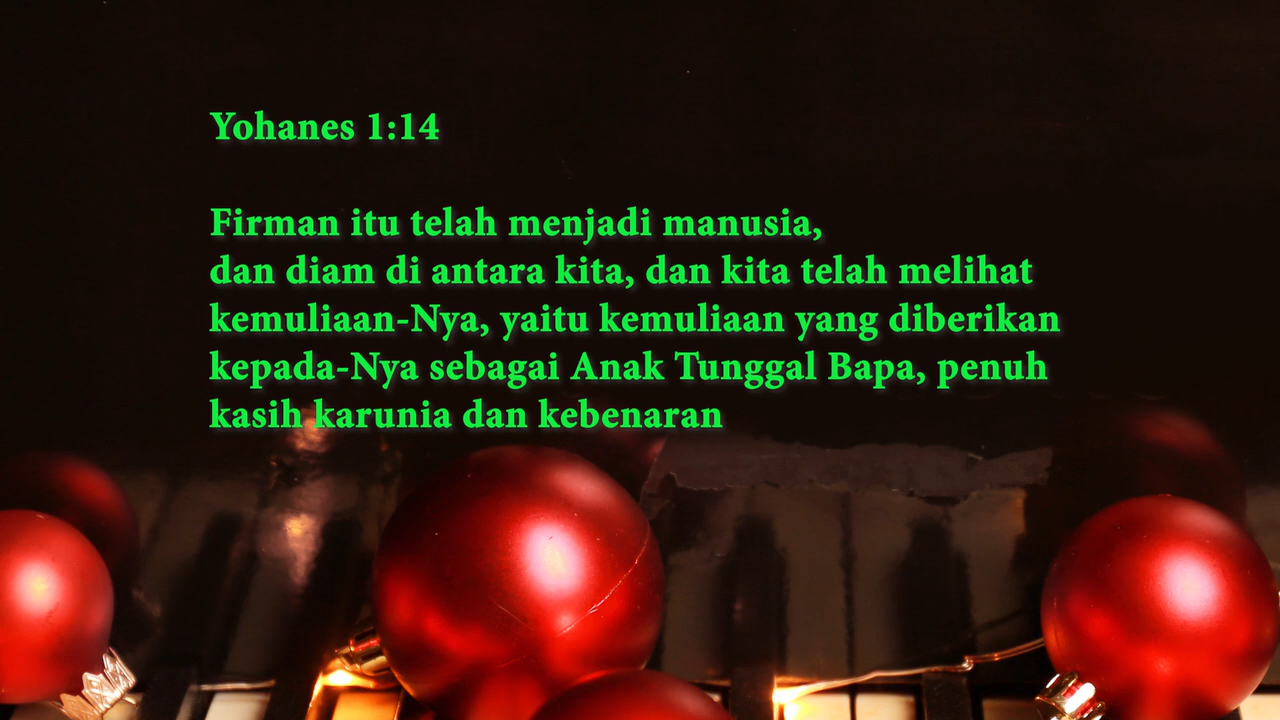 Yohanes 1:14
Firman itu telah menjadi manusia,
dan diam di antara kita, dan kita telah melihat
kemuliaan-Nya, yaitu kemuliaan yang diberikan
kepada-Nya sebagai Anak Tunggal Bapa, penuh
kasih karunia dan kebenaran